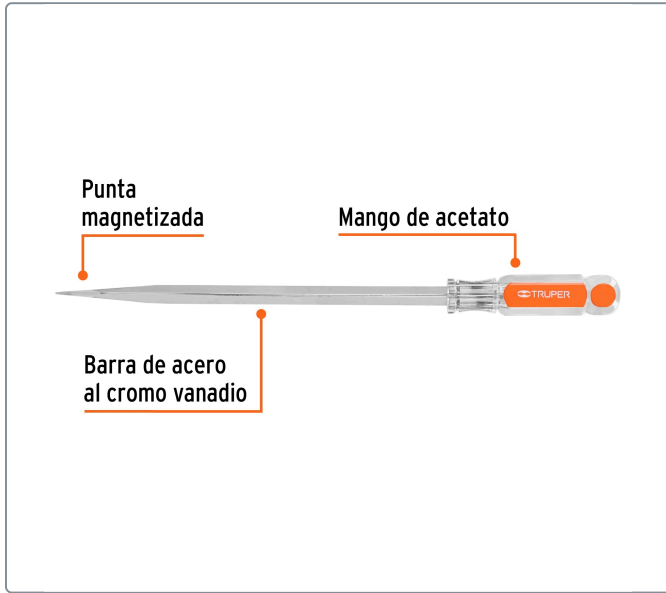 Punta
magnetizada
Mango de acetato
TRUPER
Barra de acero
al cromo vanadio